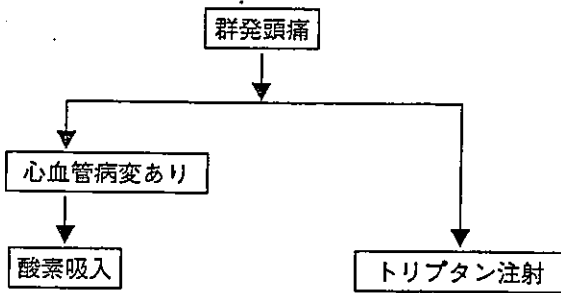 群発頭痛
心血管病変あり
酸素吸入
トリプタン注射